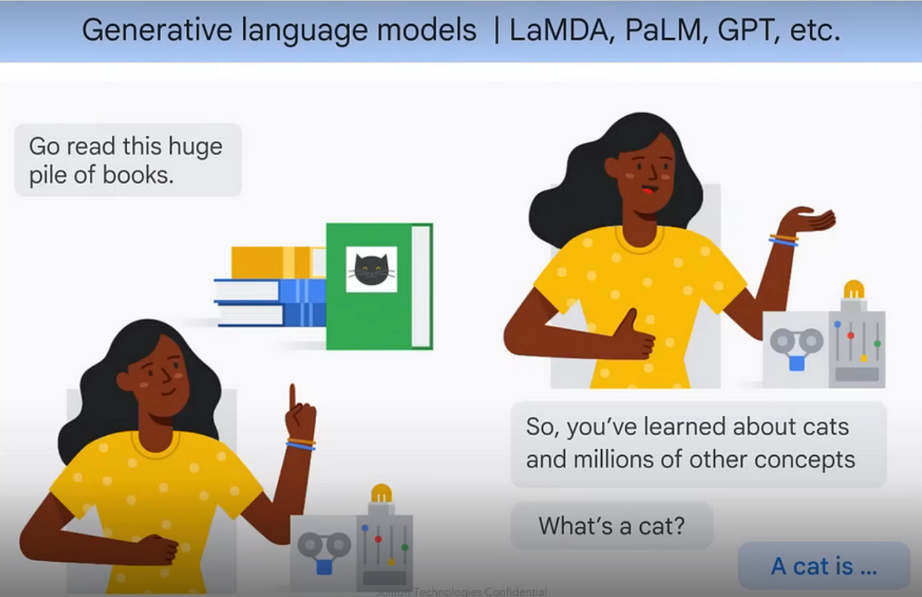 Generative language models | LaMDA, PaLM, GPT, etc.
Go read this huge
pile of books.
So, you've learned about cats
and millions of other concepts
What's a cat?
A cat is ...
Technologies Confidential